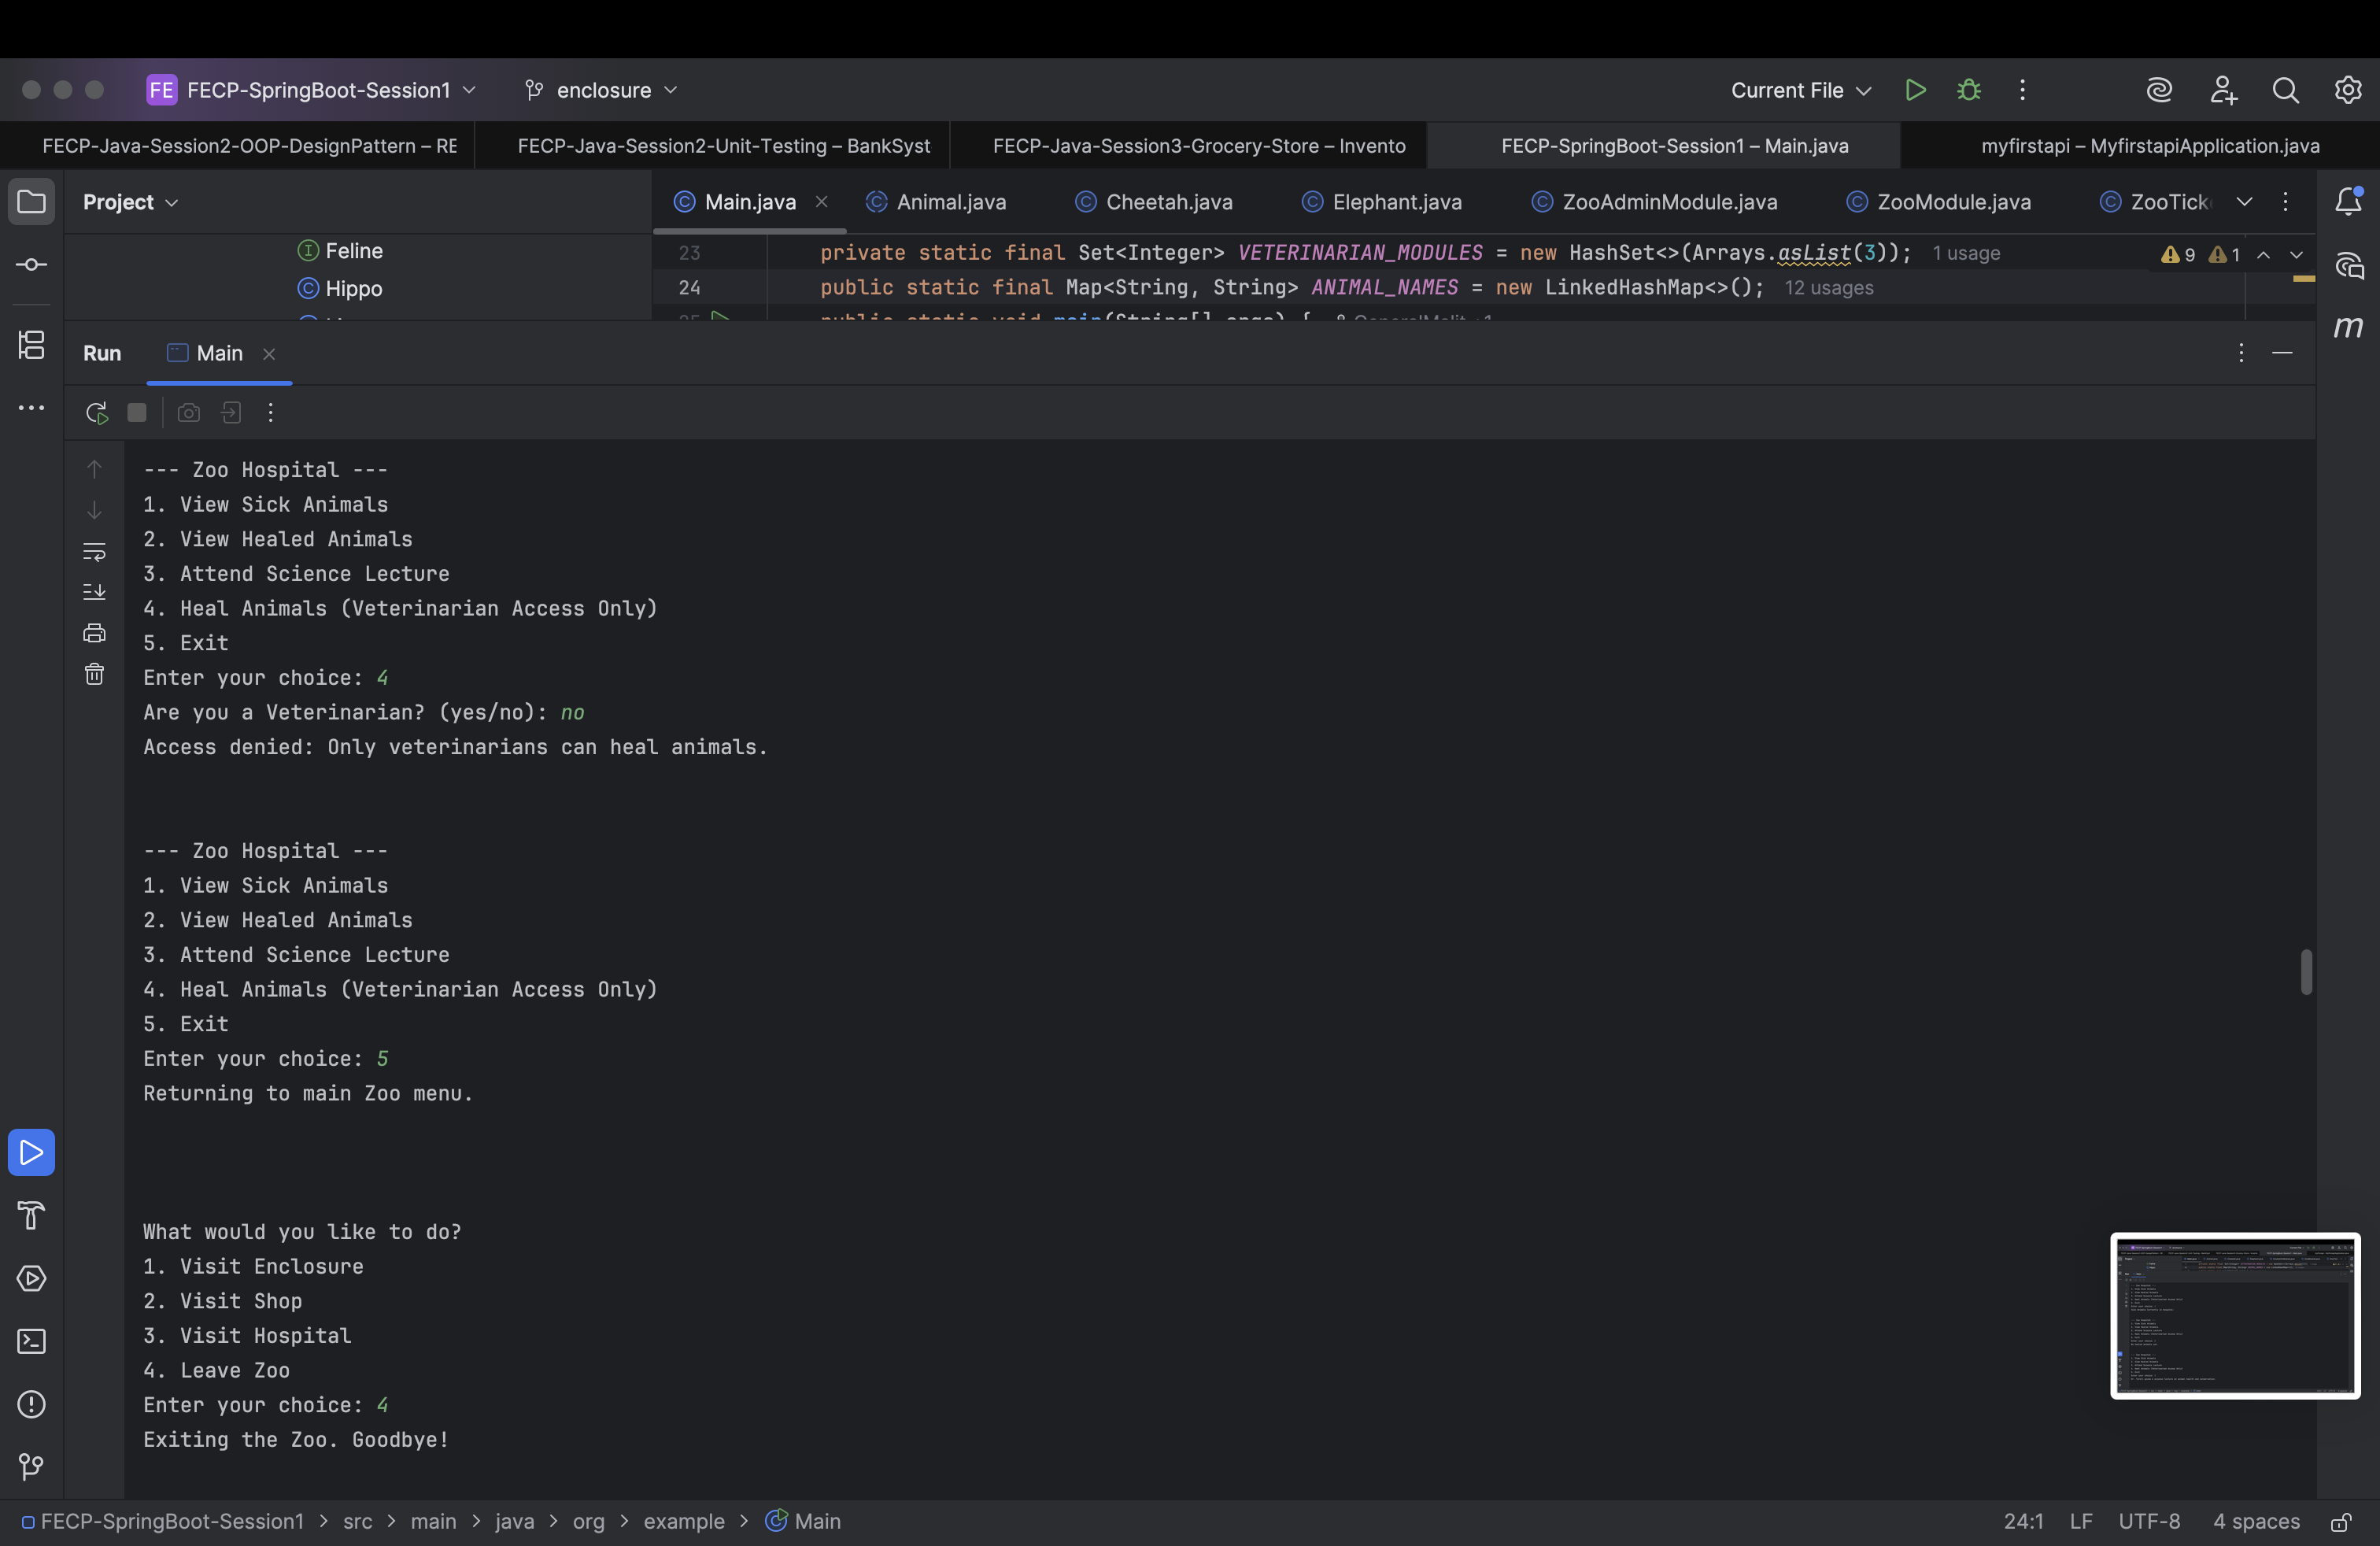 FE FECP-SpringBoot-Session1 enclosure Current File
FECP-Java-Session2-OOP-DesignPattern – RE FECP-Java-Session2-Unit-Testing – BankSyst FECP-Java-Session3-Grocery-Store – Invento FECP-SpringBoot-Session1 – Main.java myfirstapi – MyfirstapiApplication.java
Project Main.java Animal.java Cheetah.java Elephant.java ZooAdminModule.java ZooModule.java ZooTick
Feline
Hippo
23 private static final Set<Integer> VETERINARIAN_MODULES = new HashSet<>(Arrays.asList(3)); 1 usage 9 1
24 public static final Map<String, String> ANIMAL_NAMES = new LinkedHashMap<>(); 12 usages
25 public static void main(String[] args) {
Run Main
--- Zoo Hospital ---
1. View Sick Animals
2. View Healed Animals
3. Attend Science Lecture
4. Heal Animals (Veterinarian Access Only)
5. Exit
Enter your choice: 4
Are you a Veterinarian? (yes/no): no
Access denied: Only veterinarians can heal animals.
--- Zoo Hospital ---
1. View Sick Animals
2. View Healed Animals
3. Attend Science Lecture
4. Heal Animals (Veterinarian Access Only)
5. Exit
Enter your choice: 5
Returning to main Zoo menu.
What would you like to do?
1. Visit Enclosure
2. Visit Shop
3. Visit Hospital
4. Leave Zoo
Enter your choice: 4
Exiting the Zoo. Goodbye!
FECP-SpringBoot-Session1 > src > main > java > org > example > Main 24:1 LF UTF-8 4 spaces